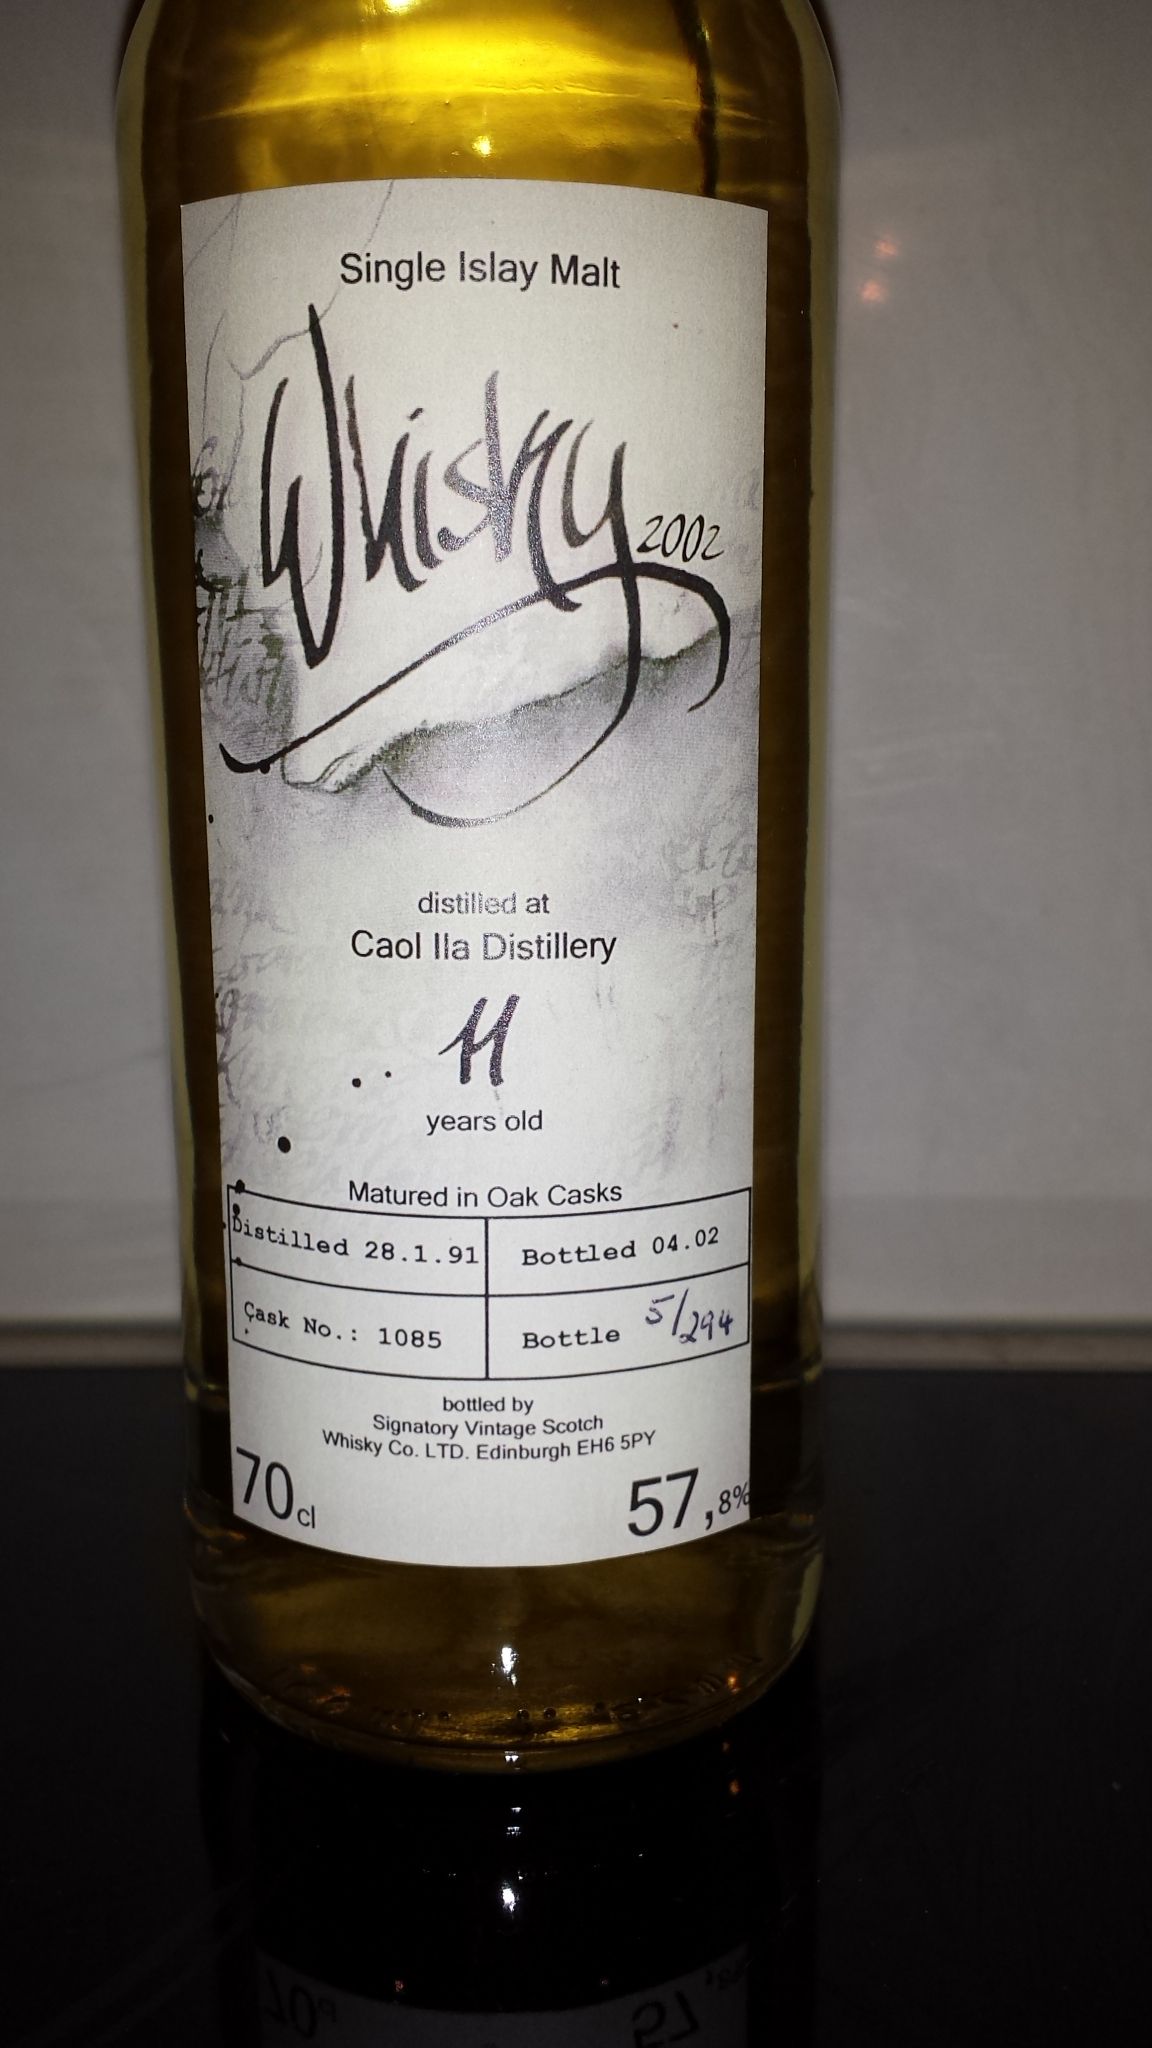 Single Islay Malt
Whisky 2002
distilled at
Caol Ila Distillery
11
years old
Matured in Oak Casks
Distilled 28.1.91
Bottled 04.02
Cask No.: 1085
Bottle 5/294
bottled by
Signatory Vintage Scotch
Whisky Co. LTD. Edinburgh EH6 5PY
70cl
57,8%